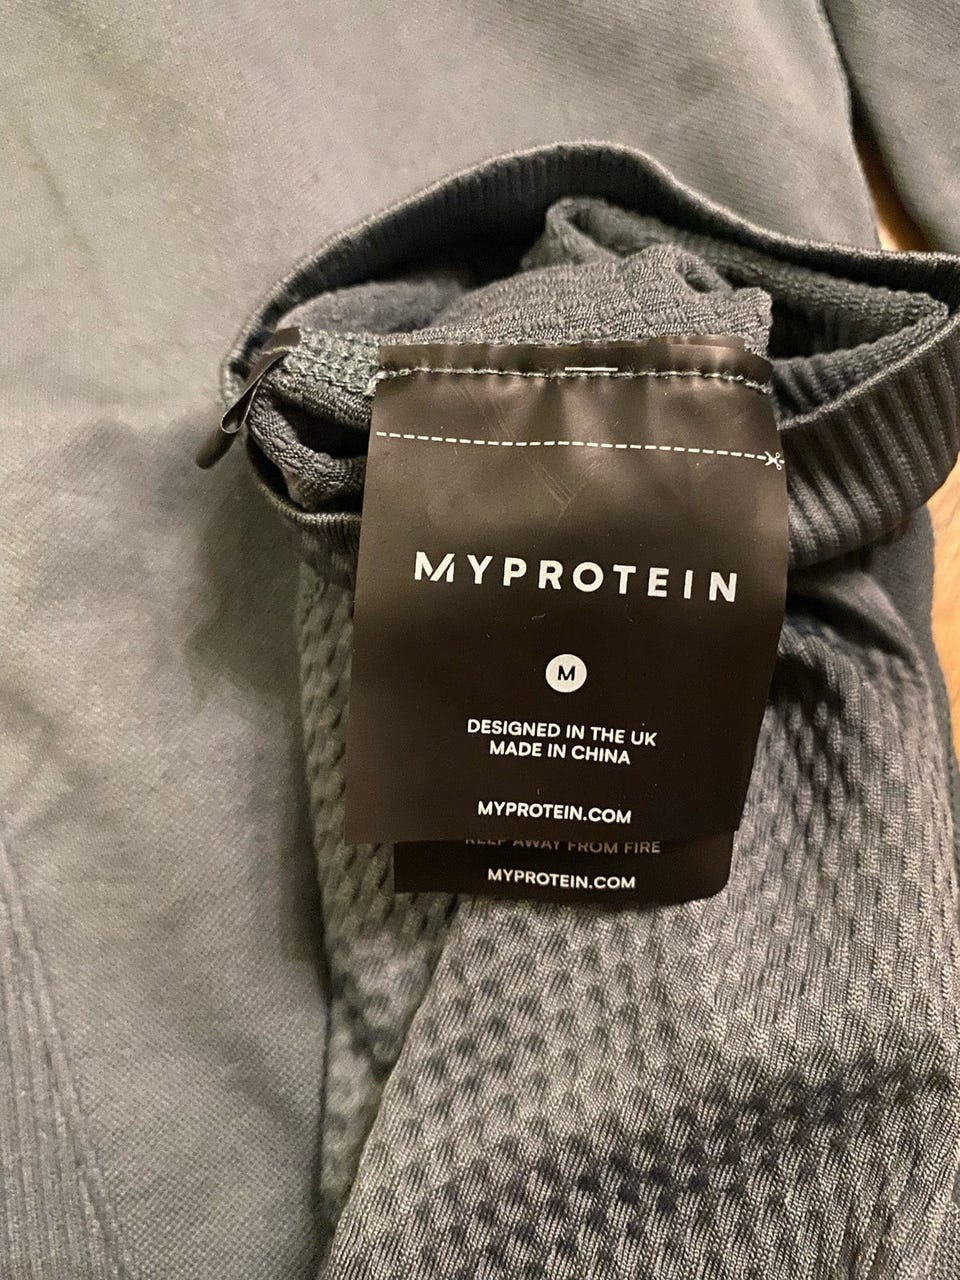 MYPROTEIN
M
DESIGNED IN THE UK
MADE IN CHINA
MYPROTEIN.COM
KEEP AWAY FROM FIRE
MYPROTEIN.COM